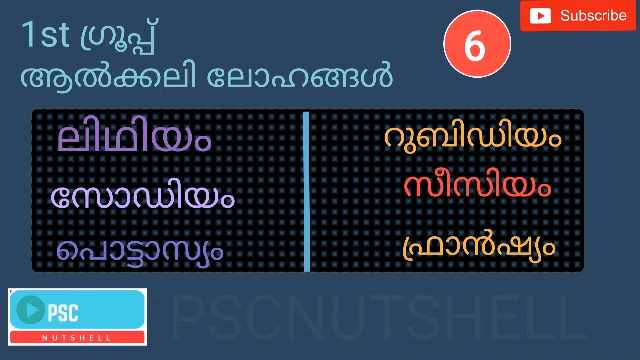 1st ഗ്രൂപ്പ്
ആൽക്കലി ലോഹങ്ങൾ
6
Subscribe
ലിഥിയം
സോഡിയം
പൊട്ടാസ്യം
റുബിഡിയം
സീസിയം
ഫ്രാൻഷ്യം
PSC
NUTSHELL
PSCNUTSHELL